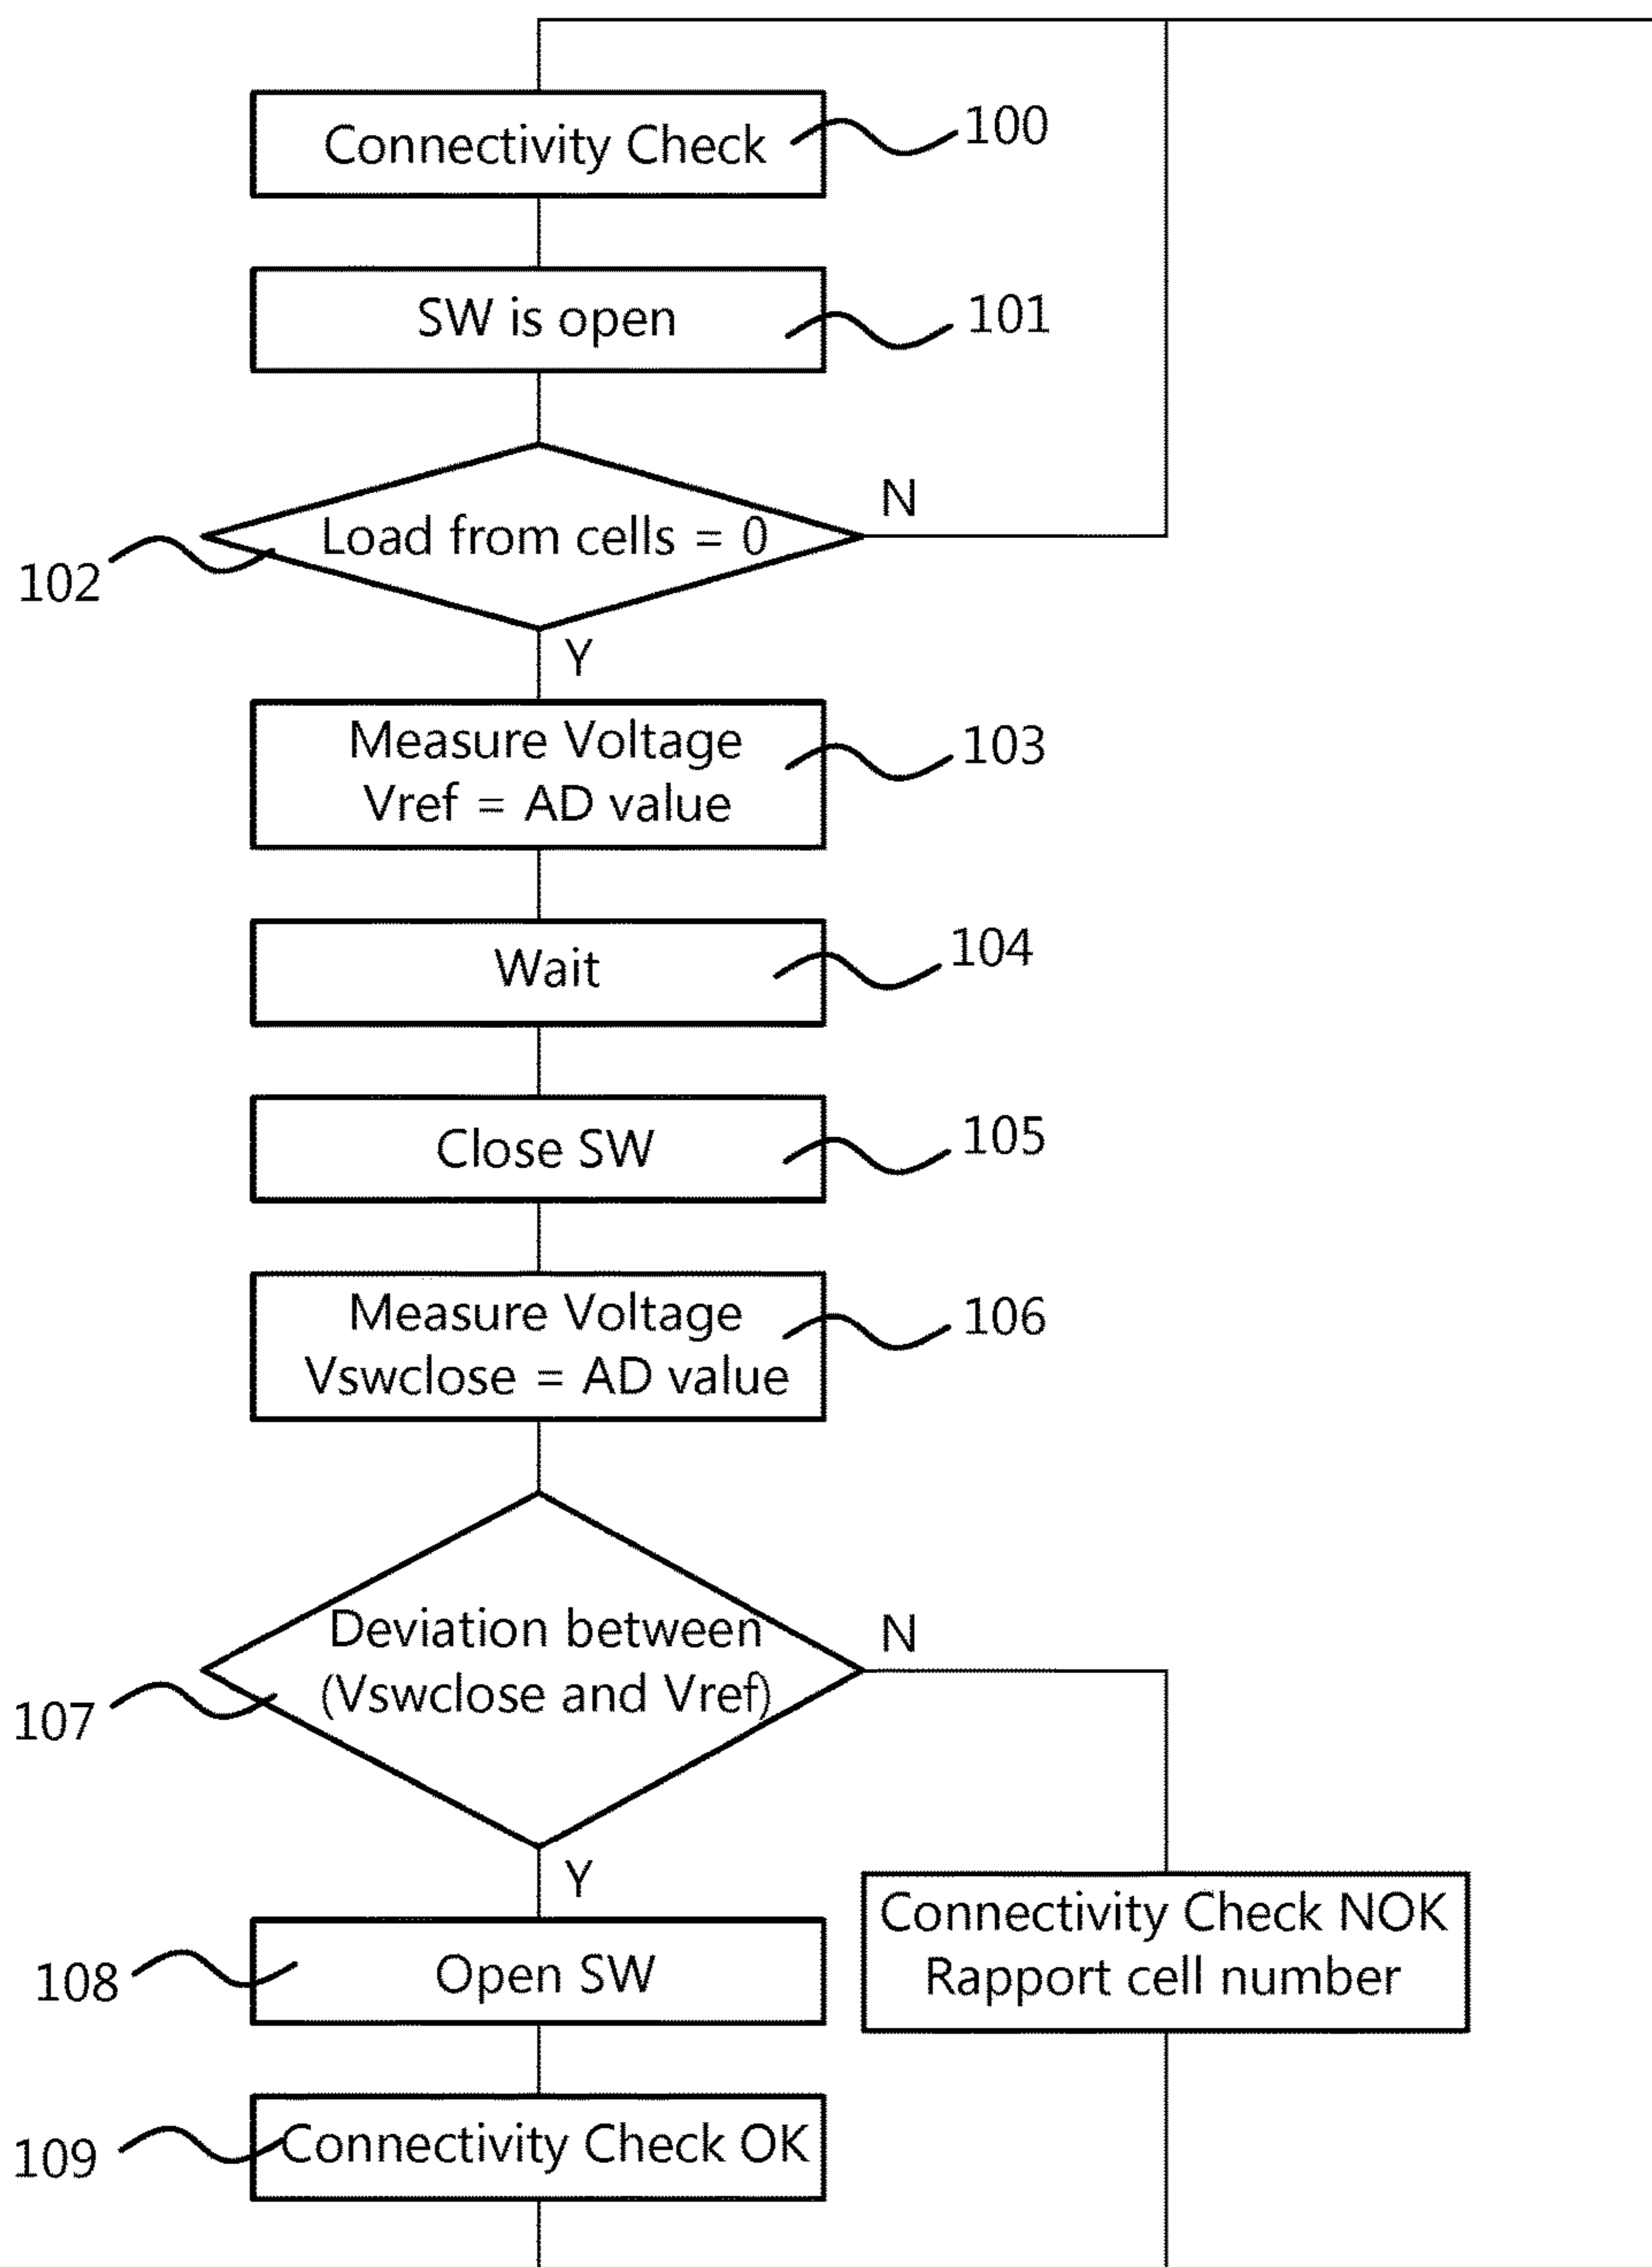 Connectivity Check
100
SW is open
101
Load from cells = 0
N
102
Y
Measure Voltage
Vref = AD value
103
Wait
104
Close SW
105
Measure Voltage
Vswclose = AD value
106
Deviation between
(Vswclose and Vref)
N
107
Y
Connectivity Check NOK
Rapport cell number
Open SW
108
Connectivity Check OK
109